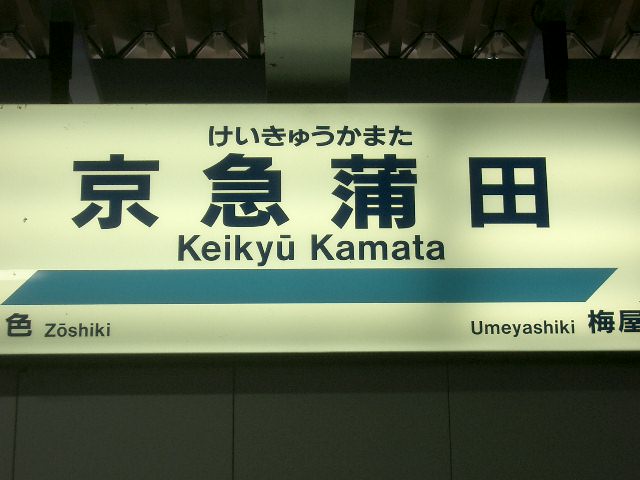 けいきゅうかまた
京急蒲田
Keikyū Kamata
色 Zōshiki
Umeyashiki 梅屋